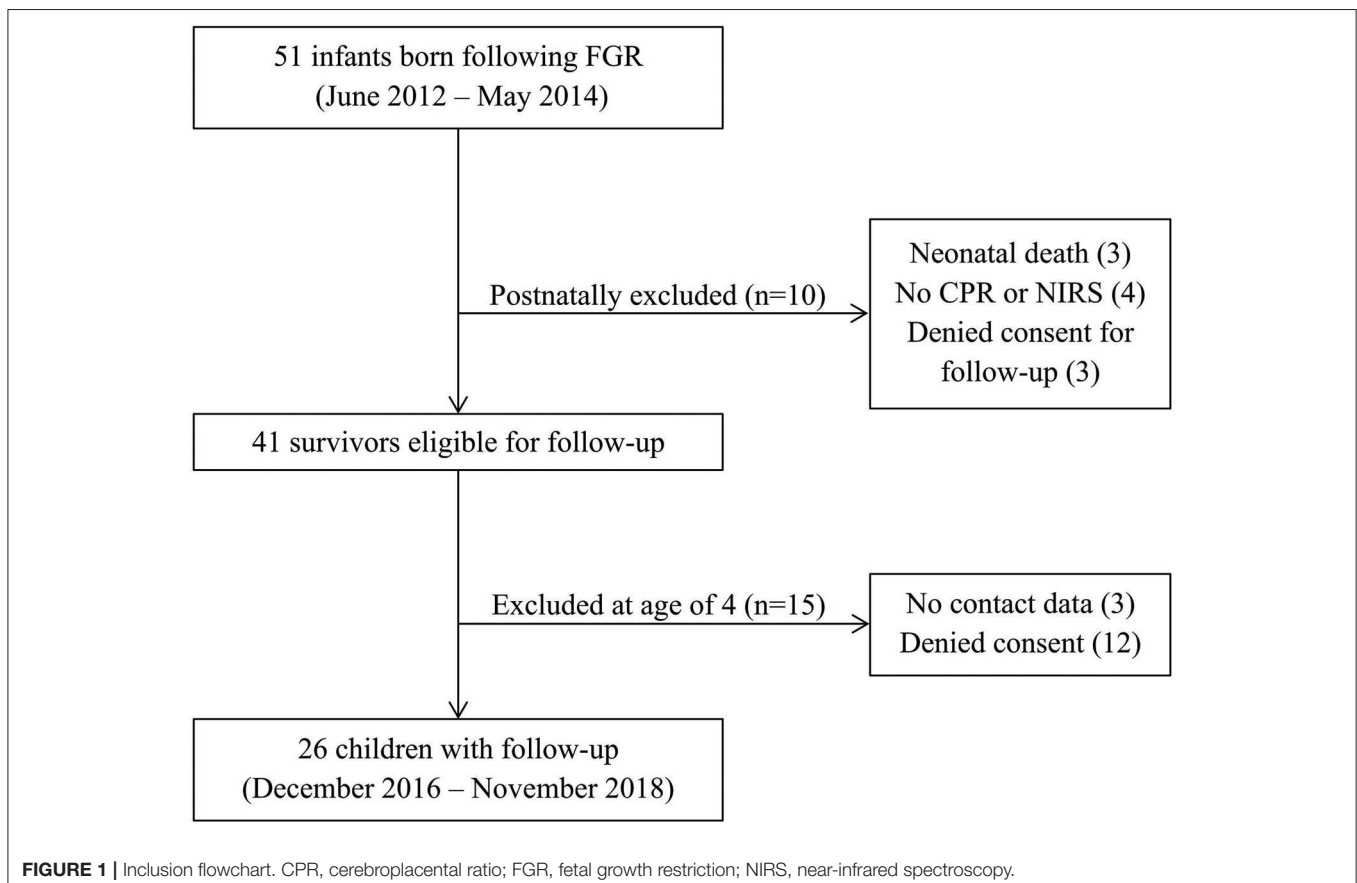 51 infants born following FGR
(June 2012 – May 2014)
Postnatally excluded (n=10)
Neonatal death (3)
No CPR or NIRS (4)
Denied consent for
follow-up (3)
41 survivors eligible for follow-up
Excluded at age of 4 (n=15)
No contact data (3)
Denied consent (12)
26 children with follow-up
(December 2016 – November 2018)
FIGURE 1 | Inclusion flowchart. CPR, cerebroplacental ratio; FGR, fetal growth restriction; NIRS, near-infrared spectroscopy.